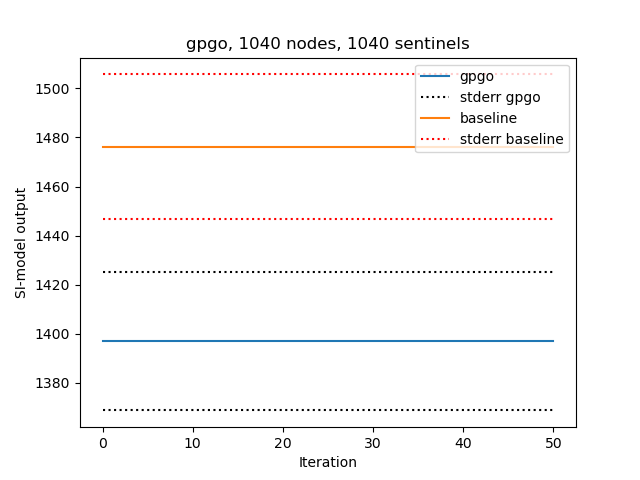 gpgo, 1040 nodes, 1040 sentinels
gpgo
stderr gpgo
baseline
stderr baseline
SI-model output
1500
1480
1460
1440
1420
1400
1380
0 10 20 30 40 50
Iteration